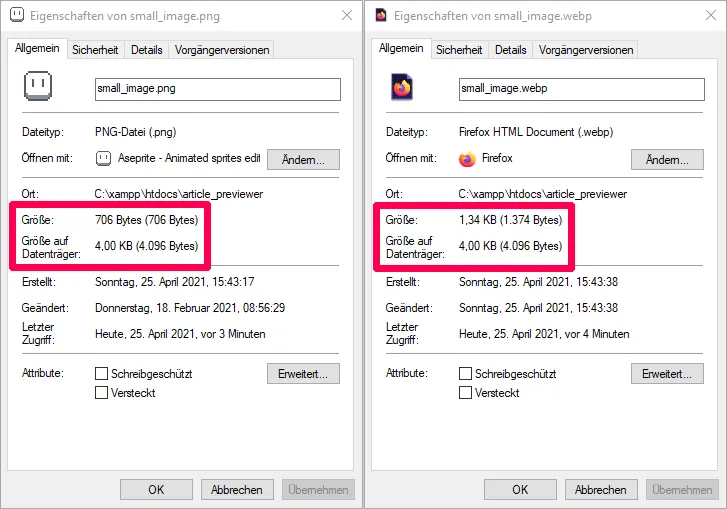 Eigenschaften von small_image.png
Allgemein Sicherheit Details Vorgängerversionen
small_image.png
Dateityp: PNG-Datei (.png)
Öffnen mit: Aseprite - Animated sprites edit Ändern...
Ort: C:\xampp\htdocs\article_previewer
Größe: 706 Bytes (706 Bytes)
Größe auf
Datenträger: 4,00 KB (4.096 Bytes)
Erstellt: Sonntag, 25. April 2021, 15:43:17
Geändert: Donnerstag, 18. Februar 2021, 08:56:29
Letzter
Zugriff: Heute, 25. April 2021, vor 3 Minuten
Attribute: Schreibgeschützt Erweitert...
Versteckt
OK Abbrechen Übernehmen
Eigenschaften von small_image.webp
Allgemein Sicherheit Details Vorgängerversionen
small_image.webp
Dateityp: Firefox HTML Document (.webp)
Öffnen mit: Firefox Ändern...
Ort: C:\xampp\htdocs\article_previewer
Größe: 1,34 KB (1.374 Bytes)
Größe auf
Datenträger: 4,00 KB (4.096 Bytes)
Erstellt: Sonntag, 25. April 2021, 15:43:38
Geändert: Sonntag, 25. April 2021, 15:43:38
Letzter
Zugriff: Heute, 25. April 2021, vor 4 Minuten
Attribute: Schreibgeschützt Erweitert...
Versteckt
OK Abbrechen Übernehmen